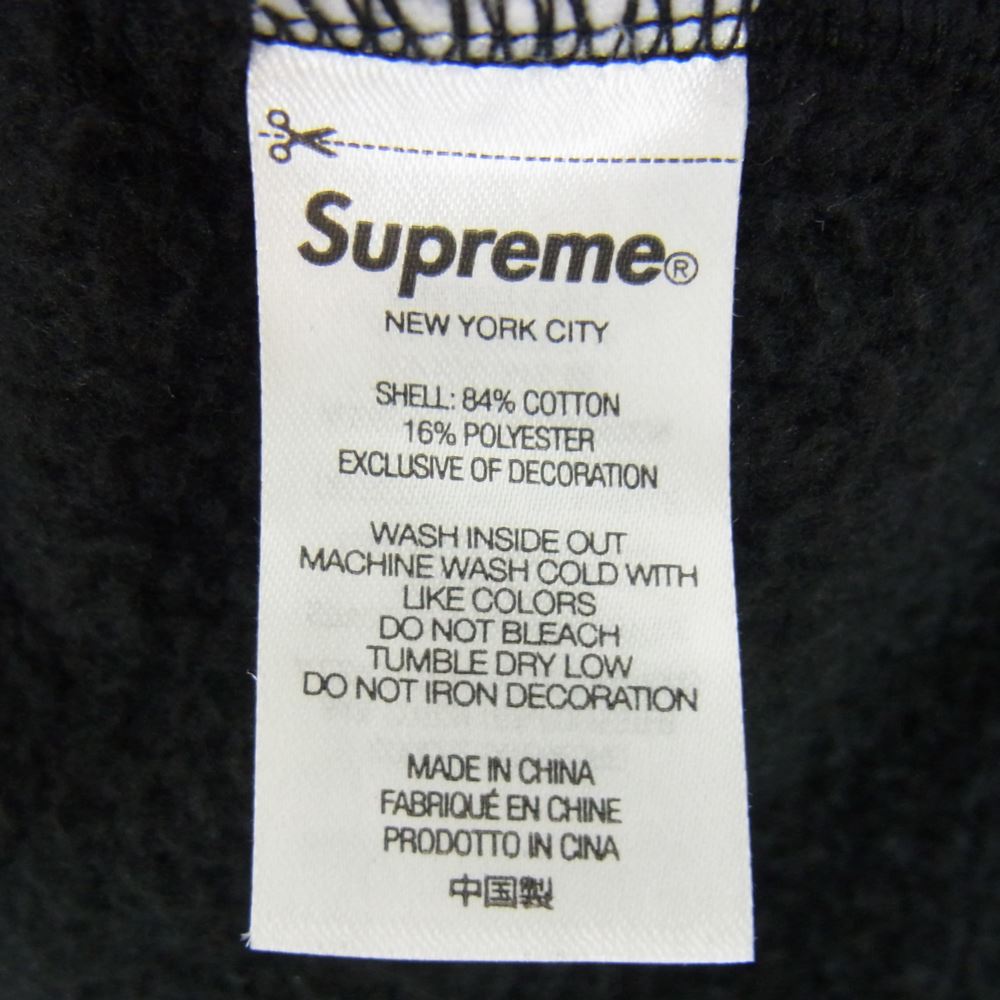 Supreme®
NEW YORK CITY
SHELL: 84% COTTON
16% POLYESTER
EXCLUSIVE OF DECORATION
WASH INSIDE OUT
MACHINE WASH COLD WITH
LIKE COLORS
DO NOT BLEACH
TUMBLE DRY LOW
DO NOT IRON DECORATION
MADE IN CHINA
FABRIQUÉ EN CHINE
PRODOTTO IN CINA
中国製